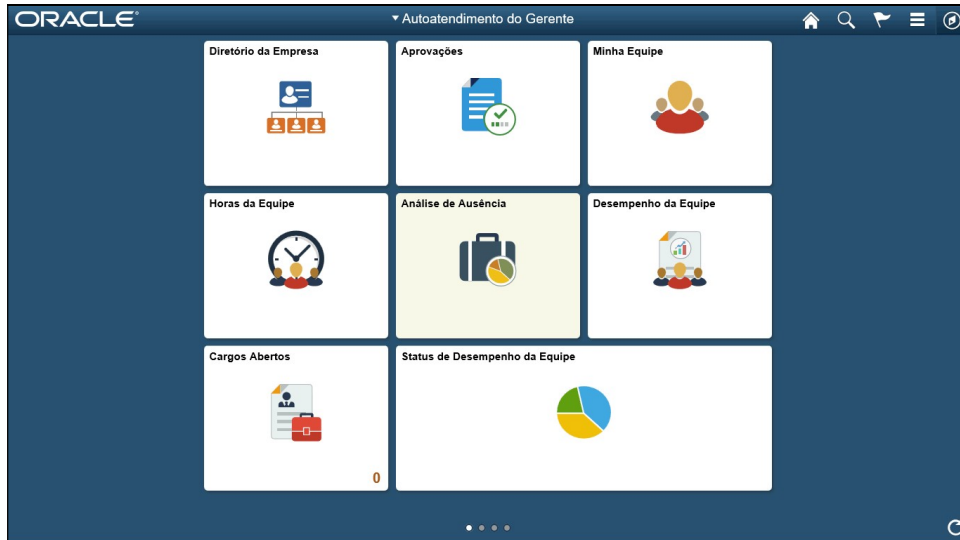 ORACLE
Autoatendimento do Gerente
Diretório da Empresa
Aprovações
Minha Equipe
Horas da Equipe
Análise de Ausência
Desempenho da Equipe
Cargos Abertos
0
Status de Desempenho da Equipe